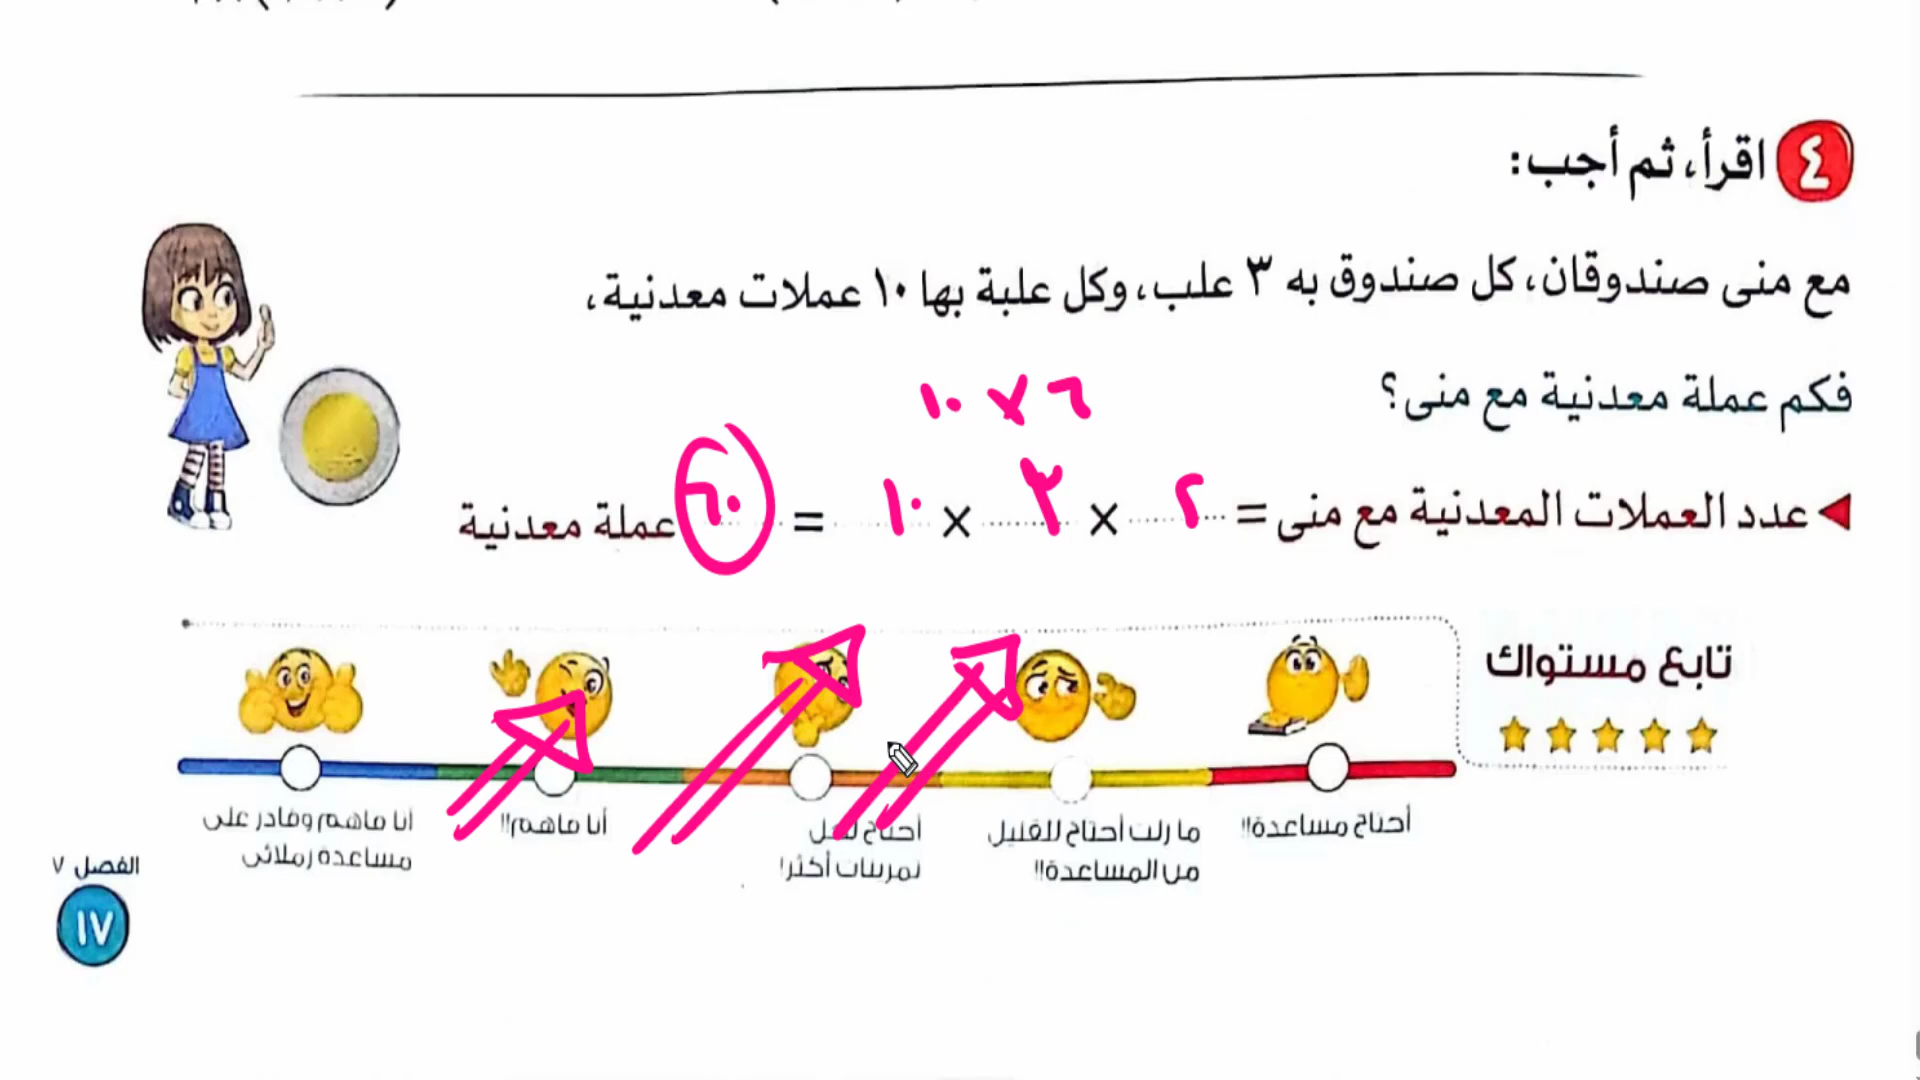 ٤ اقرأ، ثم أجب:
مع منى صندوقان، كل صندوق به ٣ علب، وكل علبة بها ١٠ عملات معدنية،
فكم عملة معدنية مع منى؟
٦ × ١٠
◀ عدد العملات المعدنية مع منى = ٢ × ٣ × ١٠ = ٦٠ عملة معدنية
تابع مستواك
أحتاج مساعدة!!
ما زلت أحتاج للقليل
من المساعدة!!
أحتاج لحل
تمرينات أكثر!
أنا ماهم!!
أنا ماهم وقادر على
مساعدة زملائى
الفصل ٧
١٧